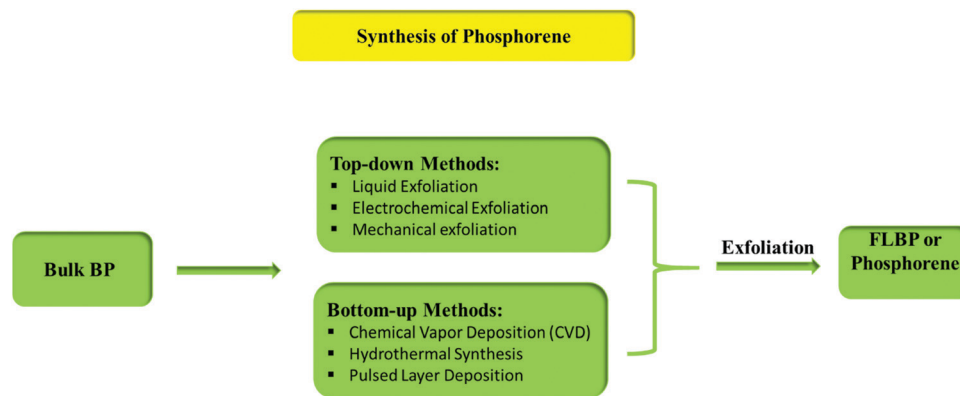 Synthesis of Phosphorene
Top-down Methods:
▪ Liquid Exfoliation
▪ Electrochemical Exfoliation
▪ Mechanical exfoliation
Bulk BP
Exfoliation
FLBP or
Phosphorene
Bottom-up Methods:
▪ Chemical Vapor Deposition (CVD)
▪ Hydrothermal Synthesis
▪ Pulsed Layer Deposition